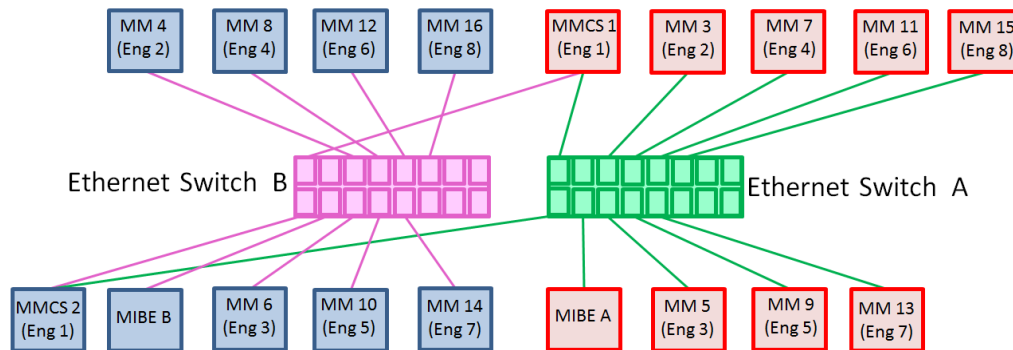 MM 4
(Eng 2)
MM 8
(Eng 4)
MM 12
(Eng 6)
MM 16
(Eng 8)
MMCS 1
(Eng 1)
MM 3
(Eng 2)
MM 7
(Eng 4)
MM 11
(Eng 6)
MM 15
(Eng 8)
Ethernet Switch B
Ethernet Switch A
MMCS 2
(Eng 1)
MIBE B
MM 6
(Eng 3)
MM 10
(Eng 5)
MM 14
(Eng 7)
MIBE A
MM 5
(Eng 3)
MM 9
(Eng 5)
MM 13
(Eng 7)